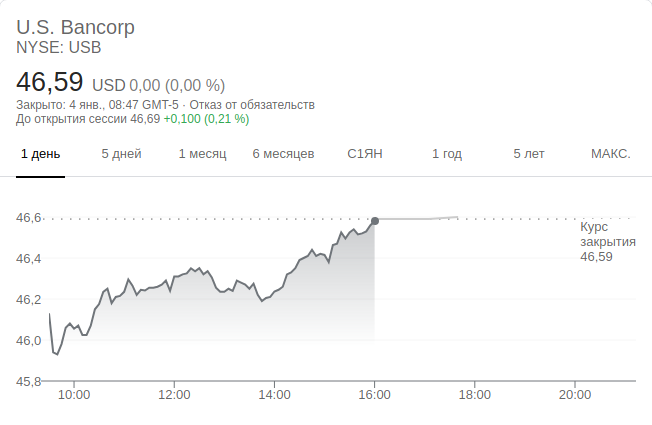 U.S. Bancorp
NYSE: USB
46,59 USD 0,00 (0,00 %)
Закрыто: 4 янв., 08:47 GMT-5 · Отказ от обязательств
До открытия сессии 46,69 +0,100 (0,21 %)
1 день 5 дней 1 месяц 6 месяцев С1ЯН 1 год 5 лет МАКС.
46,6
Курс
закрытия
46,59
46,4
46,2
46,0
45,8
10:00 12:00 14:00 16:00 18:00 20:00